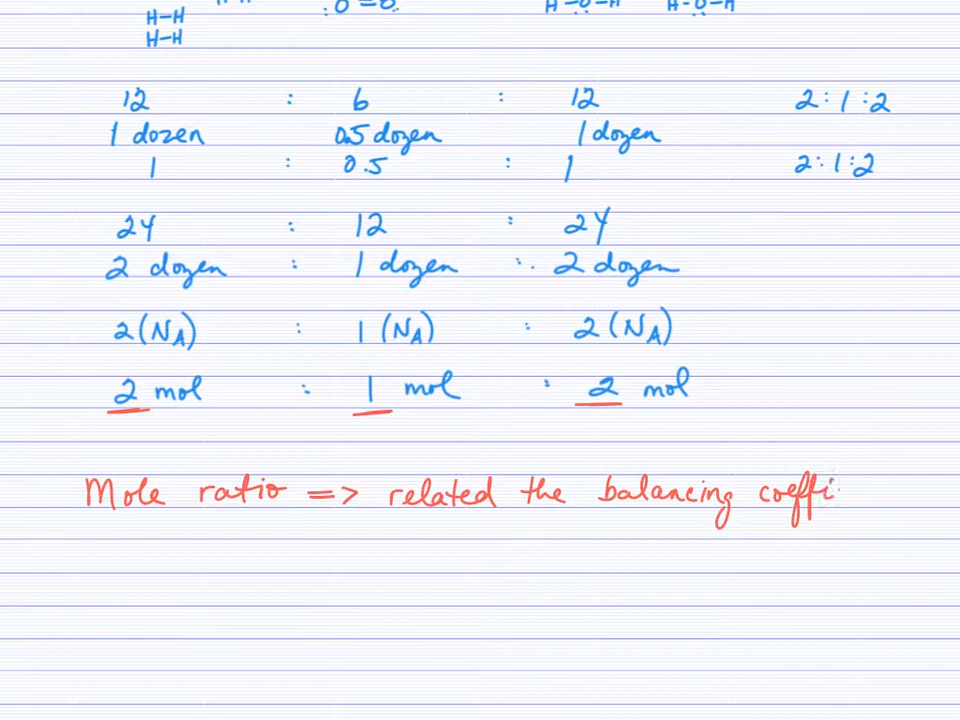 H-H
:O=O:
H-O-H H-O-H
H-H
12 : 6 : 12 2:1:2
1 dozen 0.5 dozen 1 dozen
1 : 0.5 : 1 2:1:2
24 : 12 : 24
2 dozen : 1 dozen : 2 dozen
2(NA) : 1(NA) : 2(NA)
2 mol : 1 mol : 2 mol
Mole ratio => related the balancing coeffi